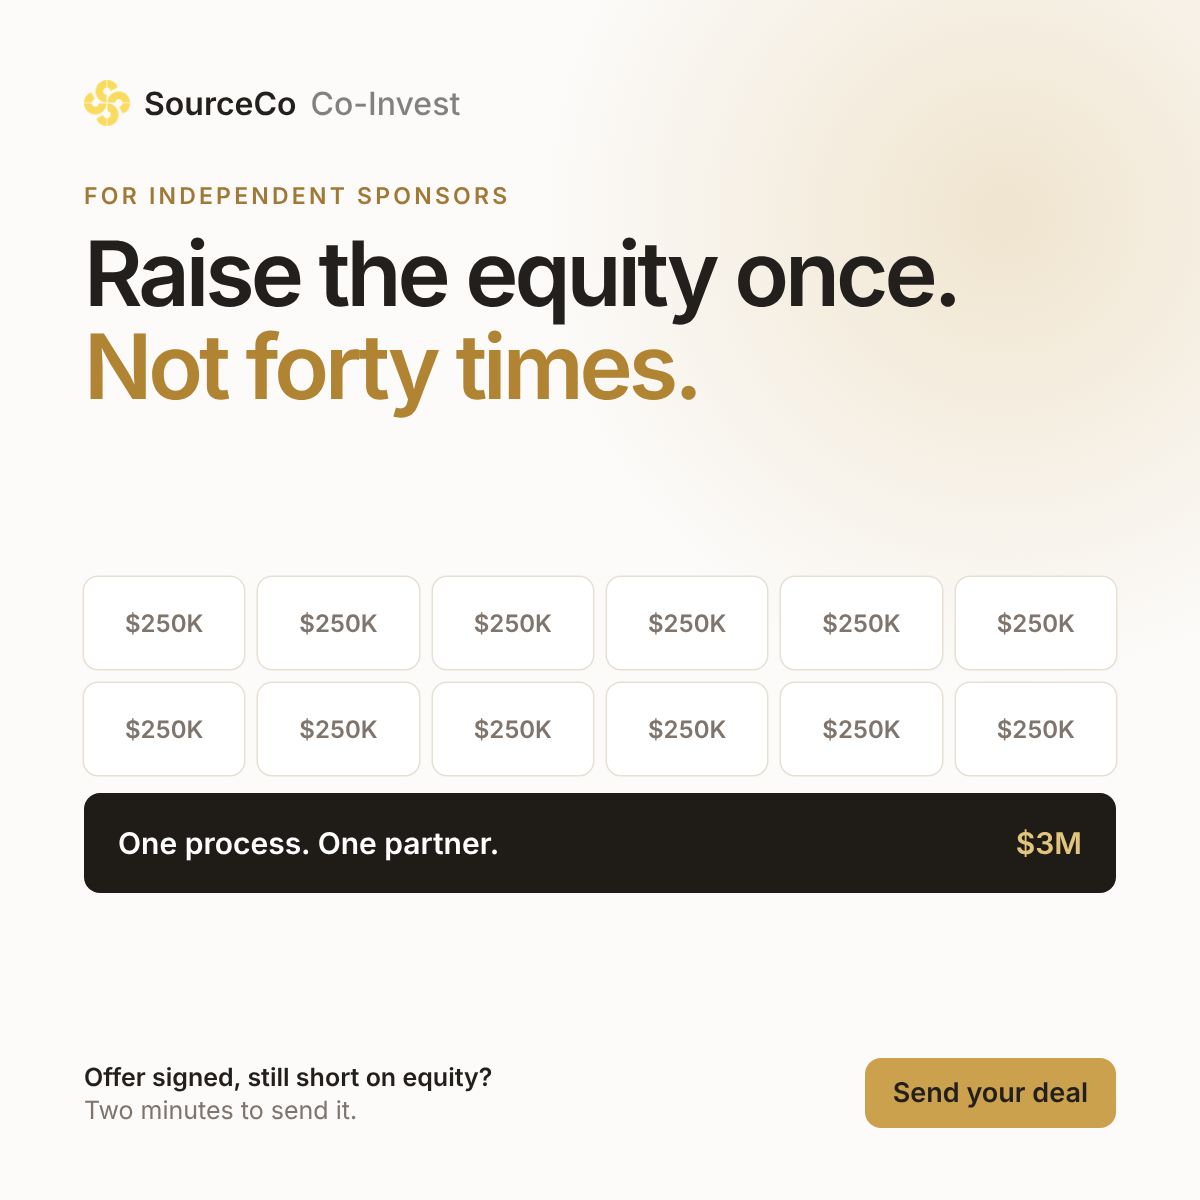 SourceCo Co-Invest
FOR INDEPENDENT SPONSORS
Raise the equity once.
Not forty times.
$250K $250K $250K $250K $250K $250K
$250K $250K $250K $250K $250K $250K
One process. One partner. $3M
Offer signed, still short on equity?
Two minutes to send it.
Send your deal